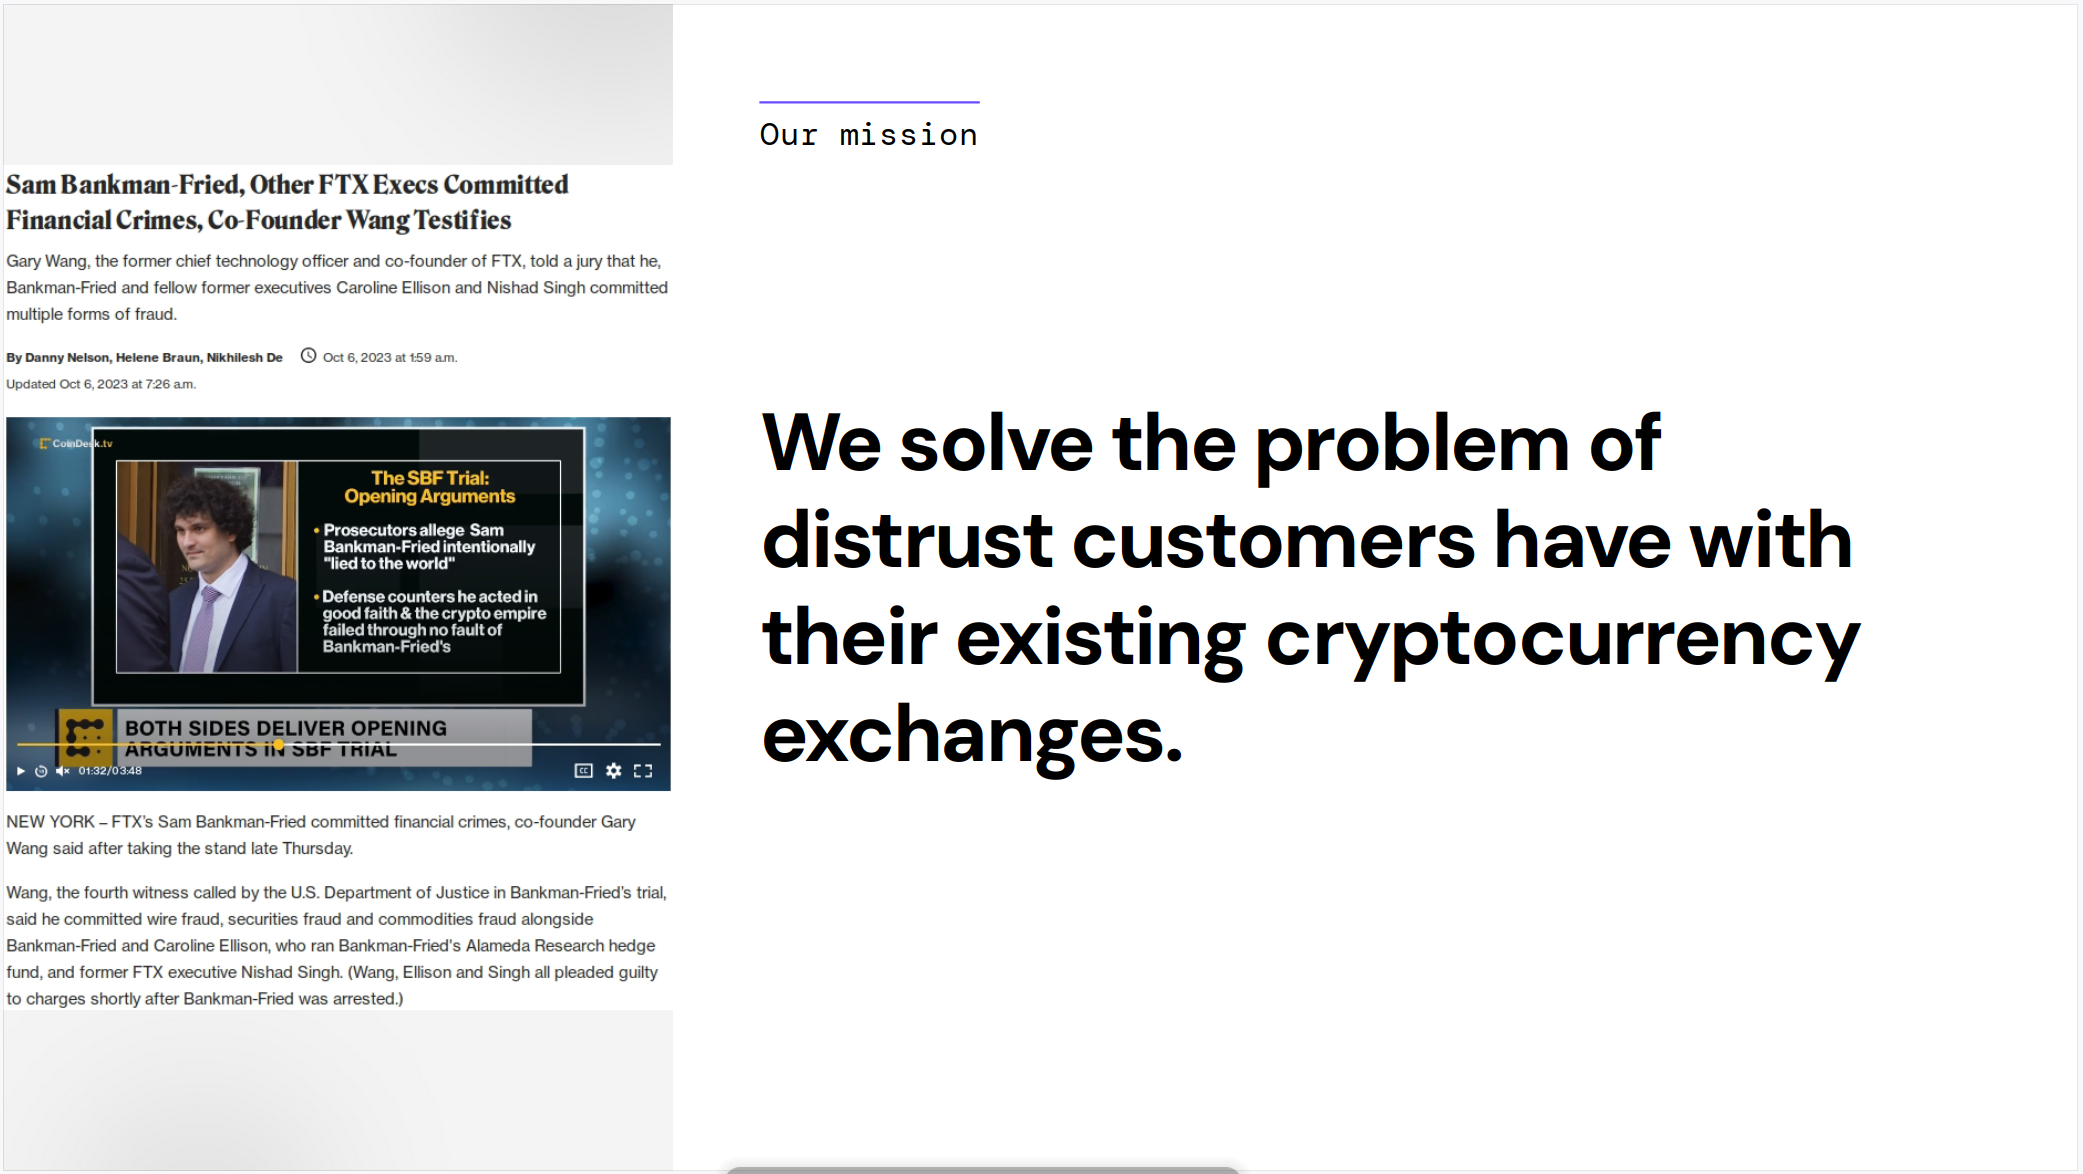 Sam Bankman-Fried, Other FTX Execs Committed
Financial Crimes, Co-Founder Wang Testifies
Gary Wang, the former chief technology officer and co-founder of FTX, told a jury that he,
Bankman-Fried and fellow former executives Caroline Ellison and Nishad Singh committed
multiple forms of fraud.
By Danny Nelson, Helene Braun, Nikhilesh De Oct 6, 2023 at 1:59 a.m.
Updated Oct 6, 2023 at 7:26 a.m.
CoinDesk.tv
The SBF Trial:
Opening Arguments
• Prosecutors allege Sam
Bankman-Fried intentionally
"lied to the world"
• Defense counters he acted in
good faith & the crypto empire
failed through no fault of
Bankman-Fried's
BOTH SIDES DELIVER OPENING
ARGUMENTS IN SBF TRIAL
01:32/03:48
CC
NEW YORK – FTX’s Sam Bankman-Fried committed financial crimes, co-founder Gary
Wang said after taking the stand late Thursday.
Wang, the fourth witness called by the U.S. Department of Justice in Bankman-Fried’s trial,
said he committed wire fraud, securities fraud and commodities fraud alongside
Bankman-Fried and Caroline Ellison, who ran Bankman-Fried's Alameda Research hedge
fund, and former FTX executive Nishad Singh. (Wang, Ellison and Singh all pleaded guilty
to charges shortly after Bankman-Fried was arrested.)
Our mission
We solve the problem of
distrust customers have with
their existing cryptocurrency
exchanges.